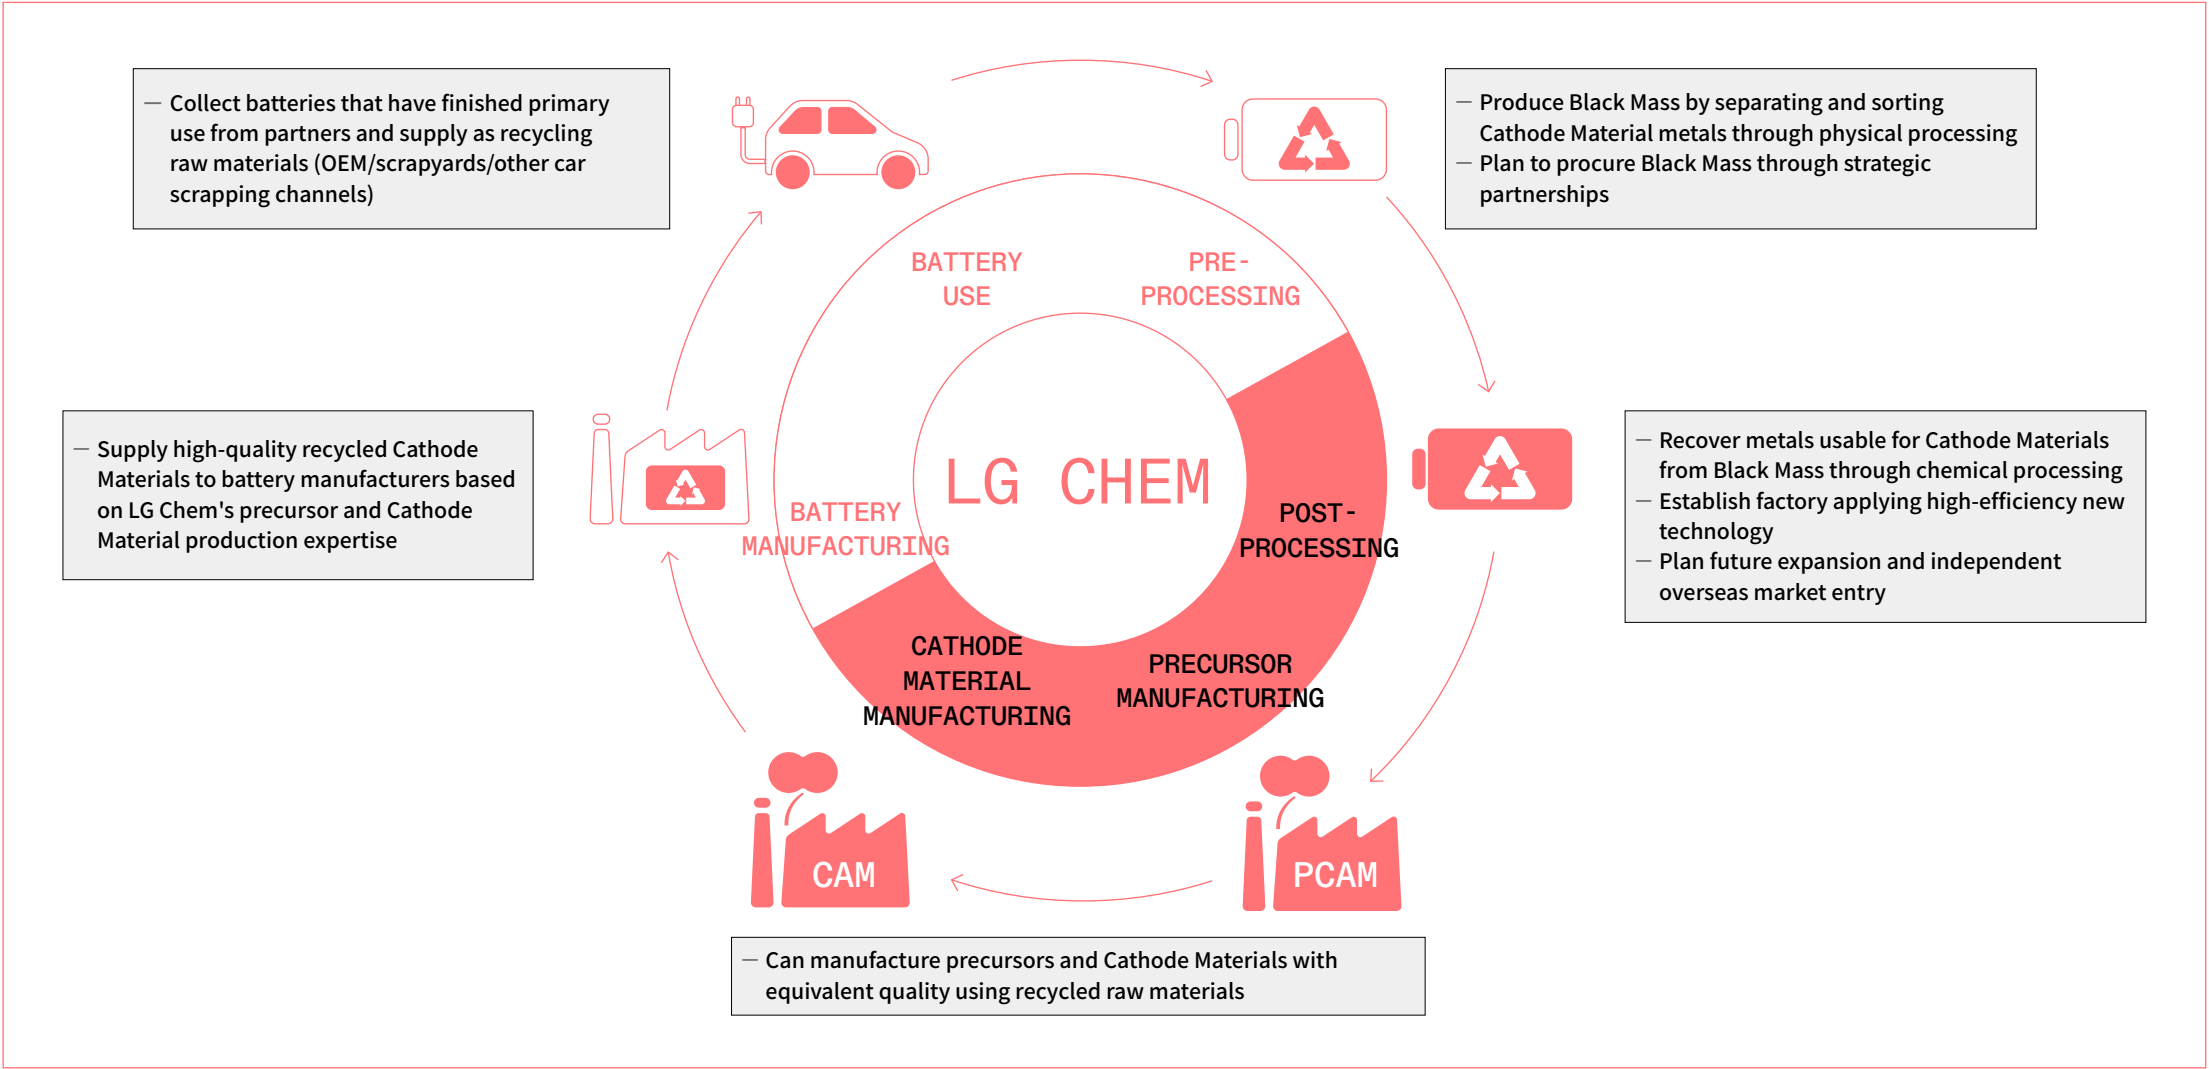 — Collect batteries that have finished primary
use from partners and supply as recycling
raw materials (OEM/scrapyards/other car
scrapping channels)
— Produce Black Mass by separating and sorting
Cathode Material metals through physical processing
— Plan to procure Black Mass through strategic
partnerships
BATTERY
USE
PRE-
PROCESSING
— Supply high-quality recycled Cathode
Materials to battery manufacturers based
on LG Chem's precursor and Cathode
Material production expertise
BATTERY
MANUFACTURING
LG CHEM
POST-
PROCESSING
— Recover metals usable for Cathode Materials
from Black Mass through chemical processing
— Establish factory applying high-efficiency new
technology
— Plan future expansion and independent
overseas market entry
CATHODE
MATERIAL
MANUFACTURING
PRECURSOR
MANUFACTURING
CAM
PCAM
— Can manufacture precursors and Cathode Materials with
equivalent quality using recycled raw materials